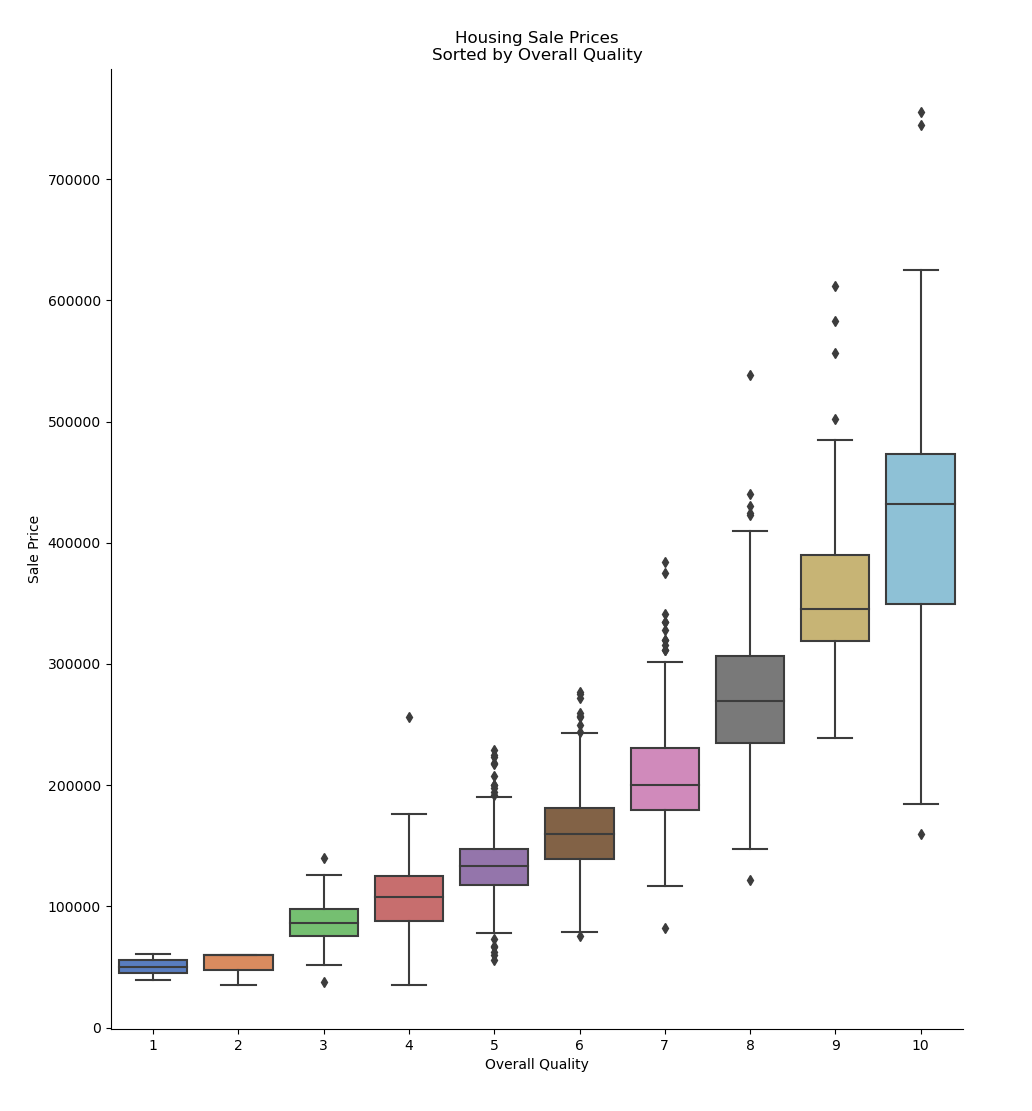 Housing Sale Prices
Sorted by Overall Quality
Sale Price
700000
600000
500000
400000
300000
200000
100000
0
1 2 3 4 5 6 7 8 9 10
Overall Quality